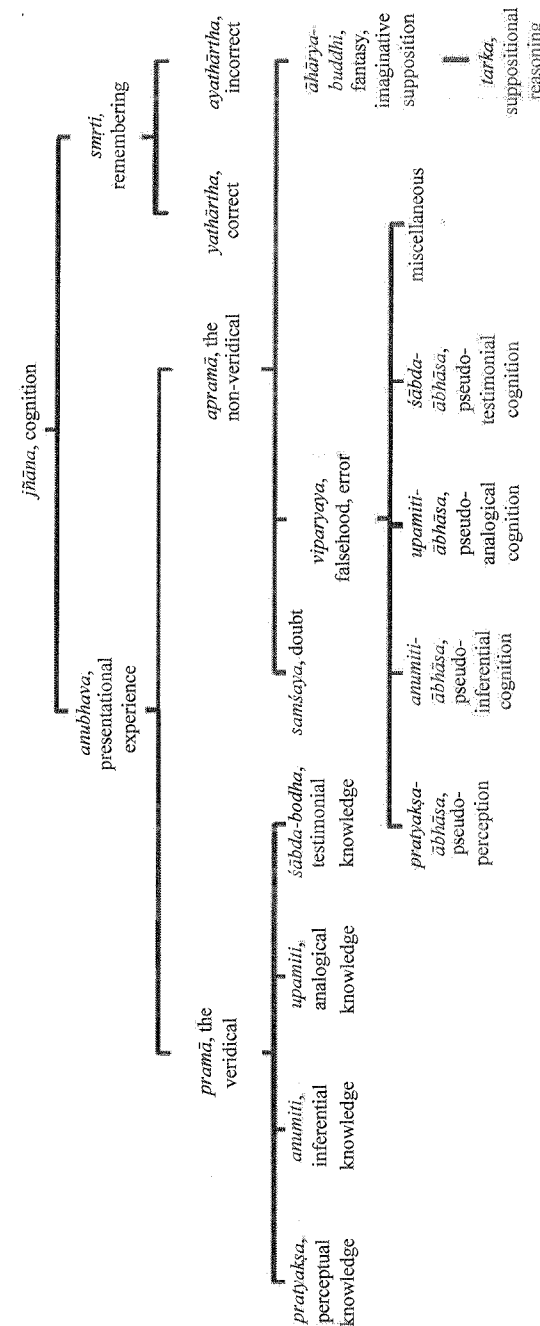 jñāna, cognition
anubhava,
presentational
experience
smṛti,
remembering
pramā, the
veridical
apramā, the
non-veridical
yathārtha,
correct
ayathārtha,
incorrect
pratyakṣa,
perceptual
knowledge
anumiti,
inferential
knowledge
upamiti,
analogical
knowledge
śābda-bodha,
testimonial
knowledge
saṃśaya, doubt
viparyaya,
falsehood, error
āhārya-
buddhi,
fantasy,
imaginative
supposition
pratyakṣa-
ābhāsa,
pseudo-
perception
anumiti-
ābhāsa,
pseudo-
inferential
cognition
upamiti-
ābhāsa,
pseudo-
analogical
cognition
śābda-
ābhāsa,
pseudo-
testimonial
cognition
miscellaneous
tarka,
suppositional
reasoning